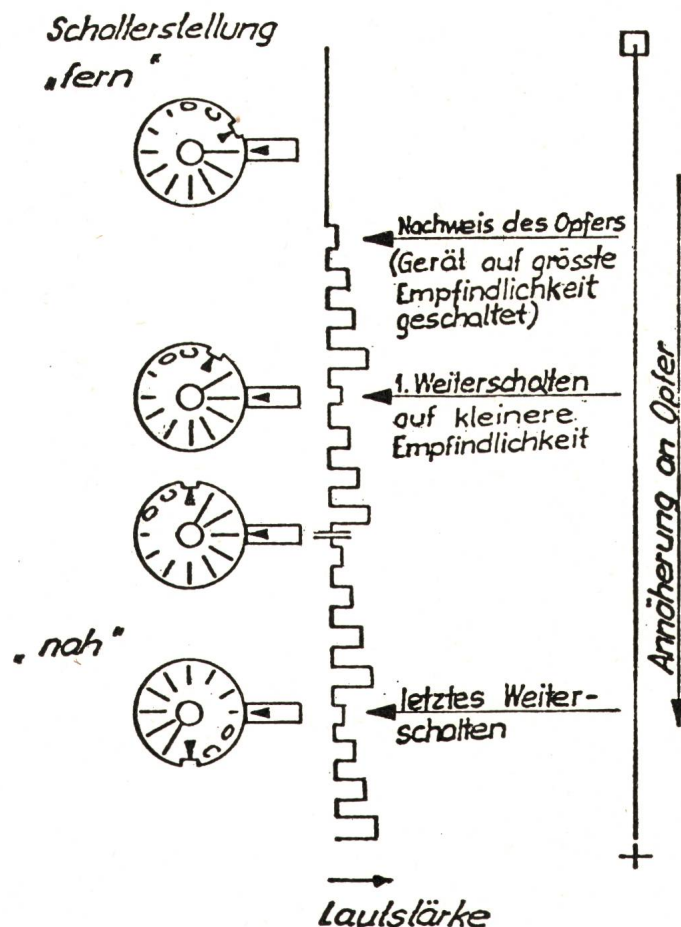 Schalterstellung
„fern"
Nachweis des Opfers
(Gerät auf grösste
Empfindlichkeit
geschaltet)
1. Weiterschalten
auf kleinere
Empfindlichkeit
Annäherung an Opfer
„nah"
letztes Weiter-
schalten
Lautstärke